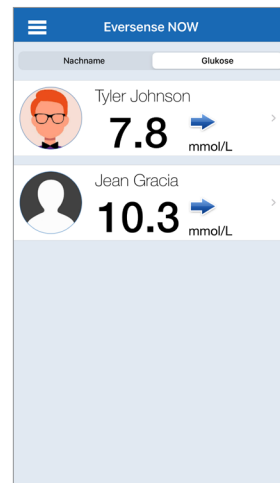 Eversense NOW
Nachname Glukose
Tyler Johnson
7.8 mmol/L
Jean Gracia
10.3 mmol/L